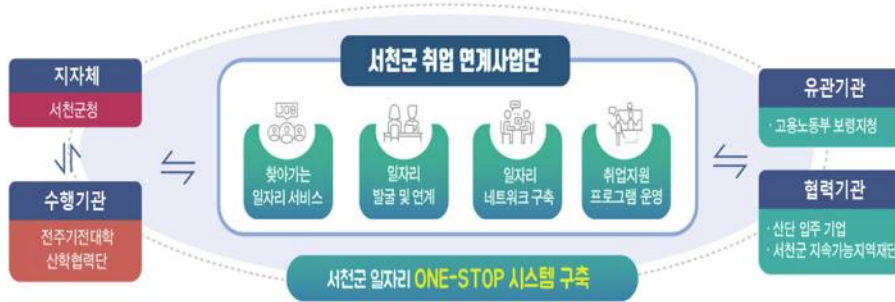 서천군 취업 연계사업단
지자체
서천군청
수행기관
전주기전대학
산학협력단
JOB
찾아가는
일자리 서비스
일자리
발굴 및 연계
일자리
네트워크 구축
취업지원
프로그램 운영
유관기관
· 고용노동부 보령지청
협력기관
· 산단 입주 기업
· 서천군 지속가능지역재단
서천군 일자리 ONE-STOP 시스템 구축